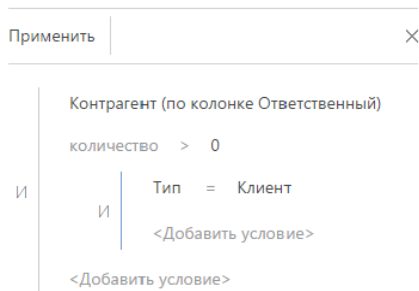 Применить
Контрагент (по колонке Ответственный)
количество > 0
И
Тип = Клиент
И
<Добавить условие>
<Добавить условие>